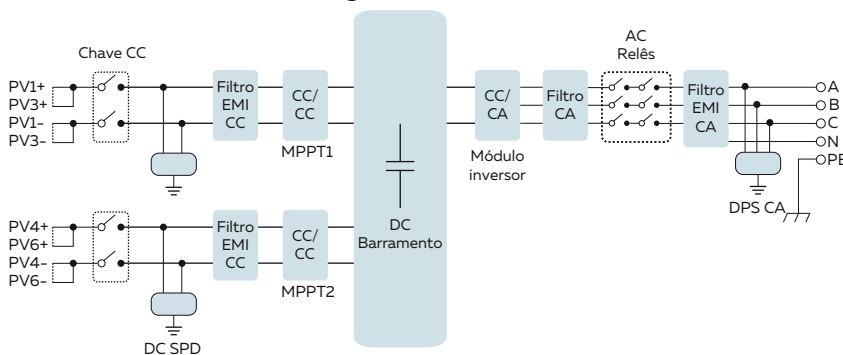 Chave CC
PV1+
PV3+
PV1-
PV3-
Filtro
EMI
CC
CC/
CC
MPPT1
PV4+
PV6+
PV4-
PV6-
DC SPD
Filtro
EMI
CC
CC/
CC
MPPT2
DC
Barramento
CC/
CA
Módulo
inversor
Filtro
CA
AC
Relês
Filtro
EMI
CA
DPS CA
A
B
C
N
PE